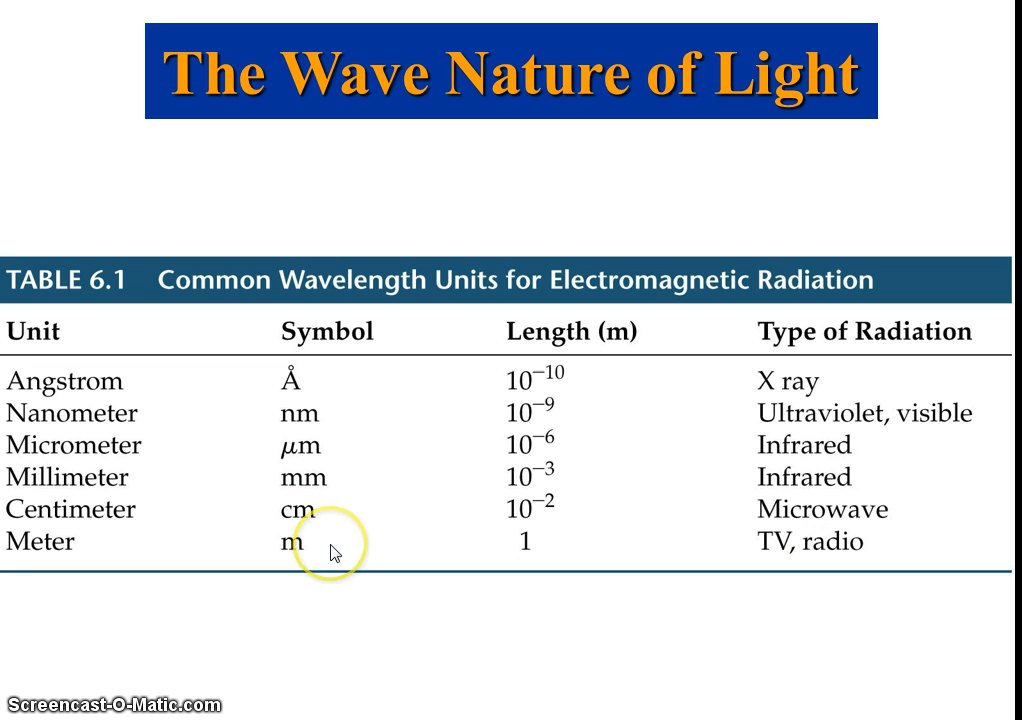 The Wave Nature of Light
TABLE 6.1 Common Wavelength Units for Electromagnetic Radiation
Unit Symbol Length (m) Type of Radiation
Angstrom Å 10⁻¹⁰ X ray
Nanometer nm 10⁻⁹ Ultraviolet, visible
Micrometer μm 10⁻⁶ Infrared
Millimeter mm 10⁻³ Infrared
Centimeter cm 10⁻² Microwave
Meter m 1 TV, radio
Screencast-O-Matic.com